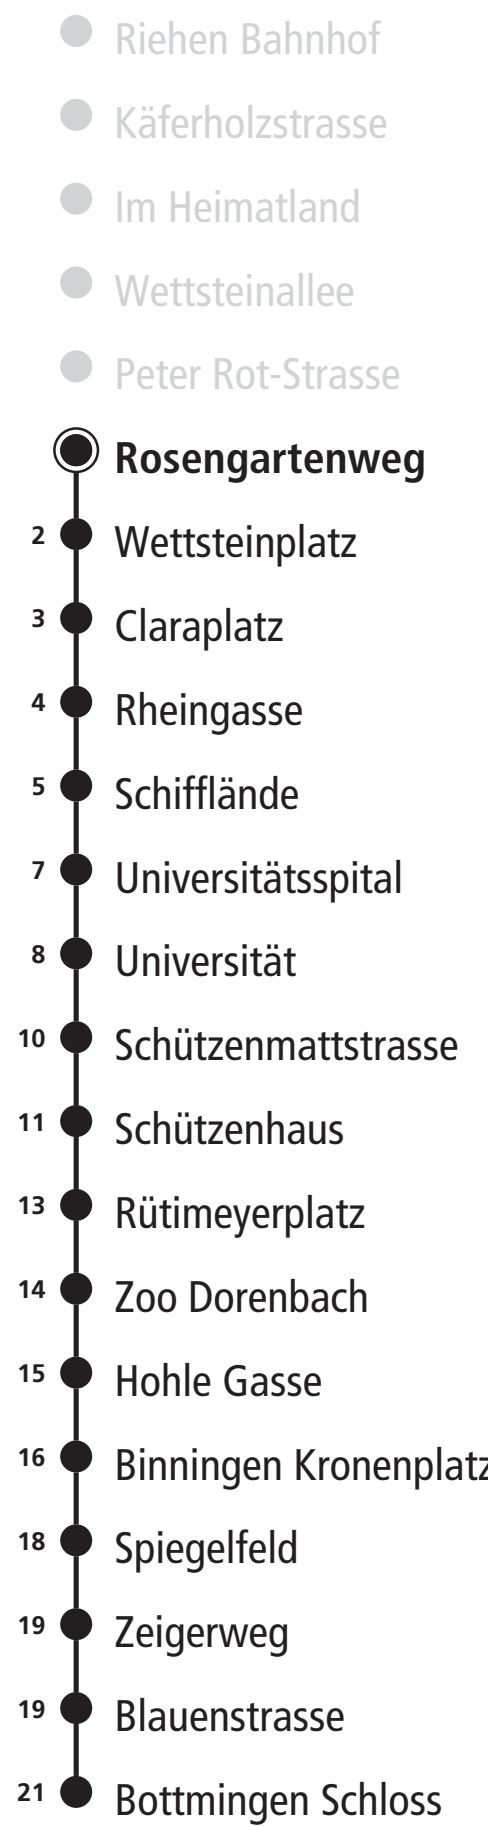 Riehen Bahnhof
Käferholzstrasse
Im Heimatland
Wettsteinallee
Peter Rot-Strasse
Rosengartenweg
2 Wettsteinplatz
3 Claraplatz
4 Rheingasse
5 Schifflände
7 Universitätsspital
8 Universität
10 Schützenmattstrasse
11 Schützenhaus
13 Rütimeyerplatz
14 Zoo Dorenbach
15 Hohle Gasse
16 Binningen Kronenplatz
18 Spiegelfeld
19 Zeigerweg
19 Blauenstrasse
21 Bottmingen Schloss